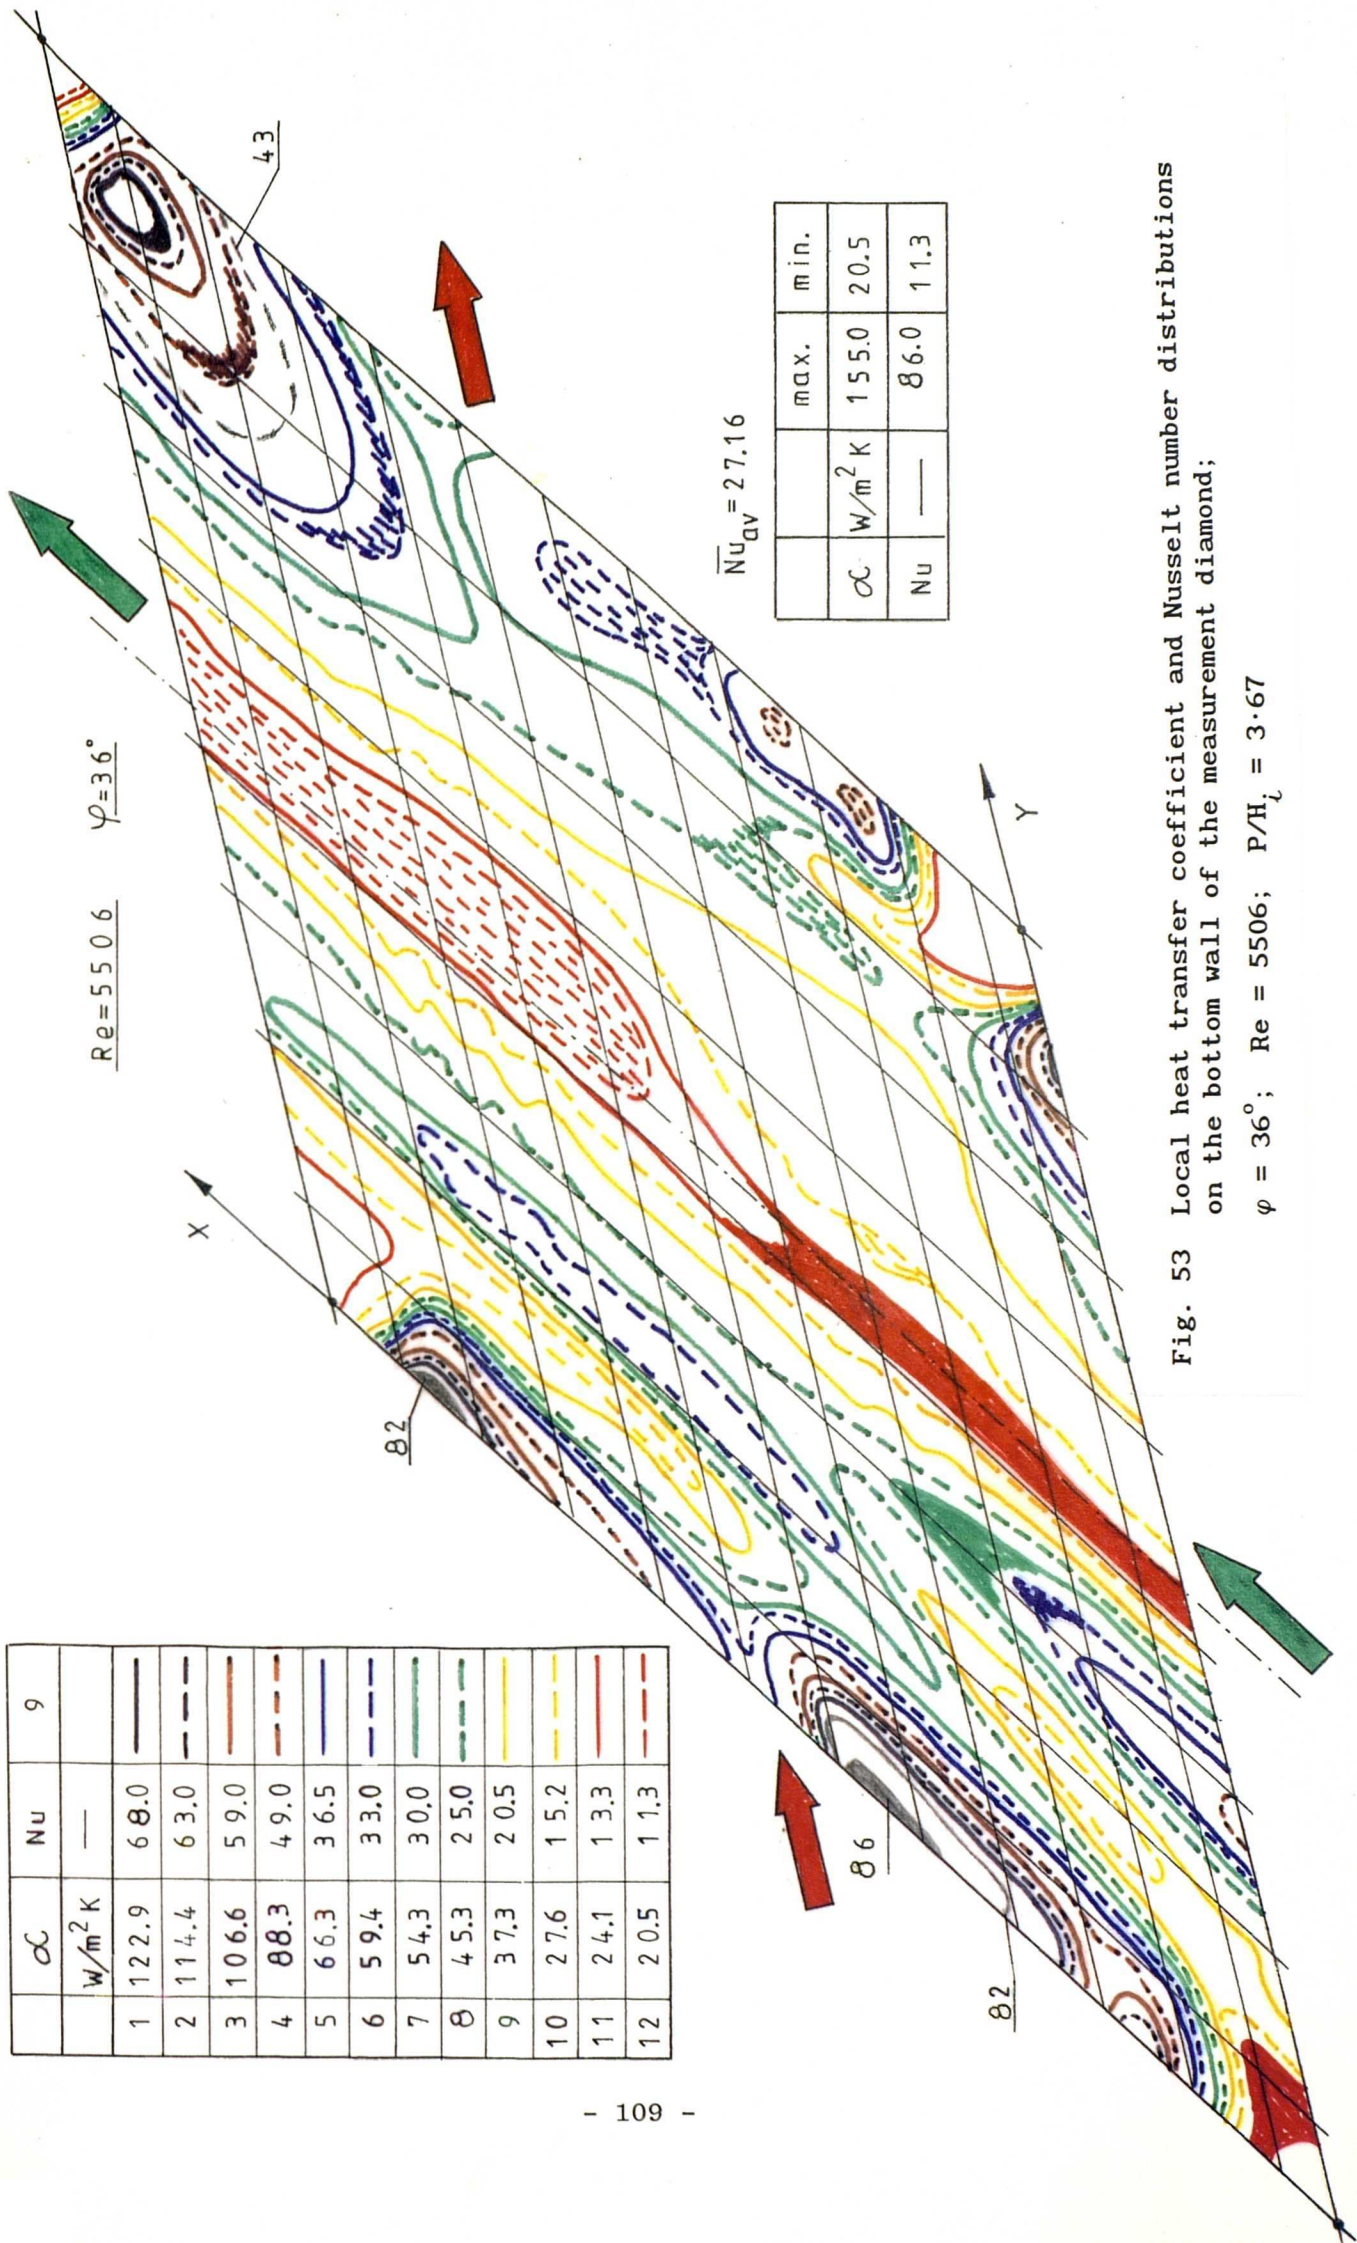 α Nu 9
W/m² K —
1 122.9 68.0
2 114.4 63.0
3 106.6 59.0
4 88.3 49.0
5 66.3 36.5
6 59.4 33.0
7 54.3 30.0
8 45.3 25.0
9 37.3 20.5
10 27.6 15.2
11 24.1 13.3
12 20.5 11.3
Re=5506 φ=36°
X
Y
82
86
82
43
N̅u̅av = 27.16
max. min.
α W/m² K 155.0 20.5
Nu — 86.0 11.3
Fig. 53 Local heat transfer coefficient and Nusselt number distributions
on the bottom wall of the measurement diamond;
φ = 36°; Re = 5506; P/Hi = 3·67
- 109 -